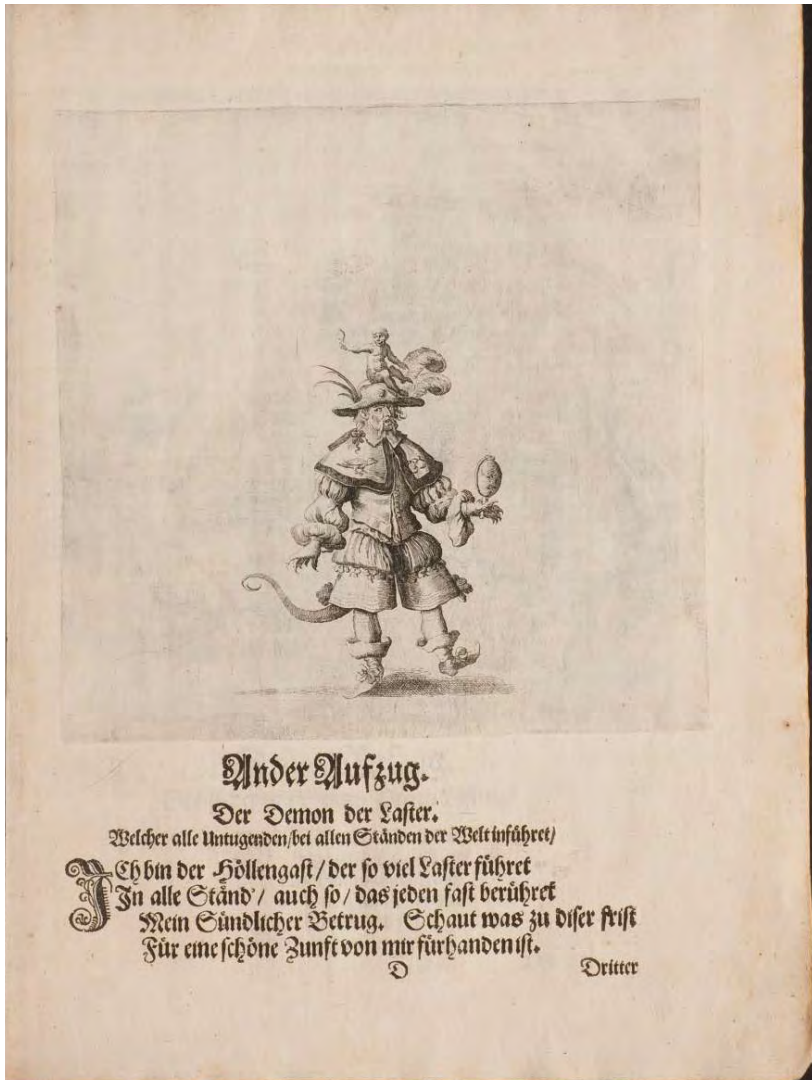 Ander Aufzug.
Der Demon der Laster.
Welcher alle Untugenden/bei allen Ständen der Welt inführet/
ICh bin der Höllengast/ der so viel Laster führet
In alle Ständ’/ auch so/ das jeden fast berühret
Mein Sündlicher Betrug. Schaut was zu diser frist
Für eine schöne Zunft von mir fürhanden ist.
D Dritter